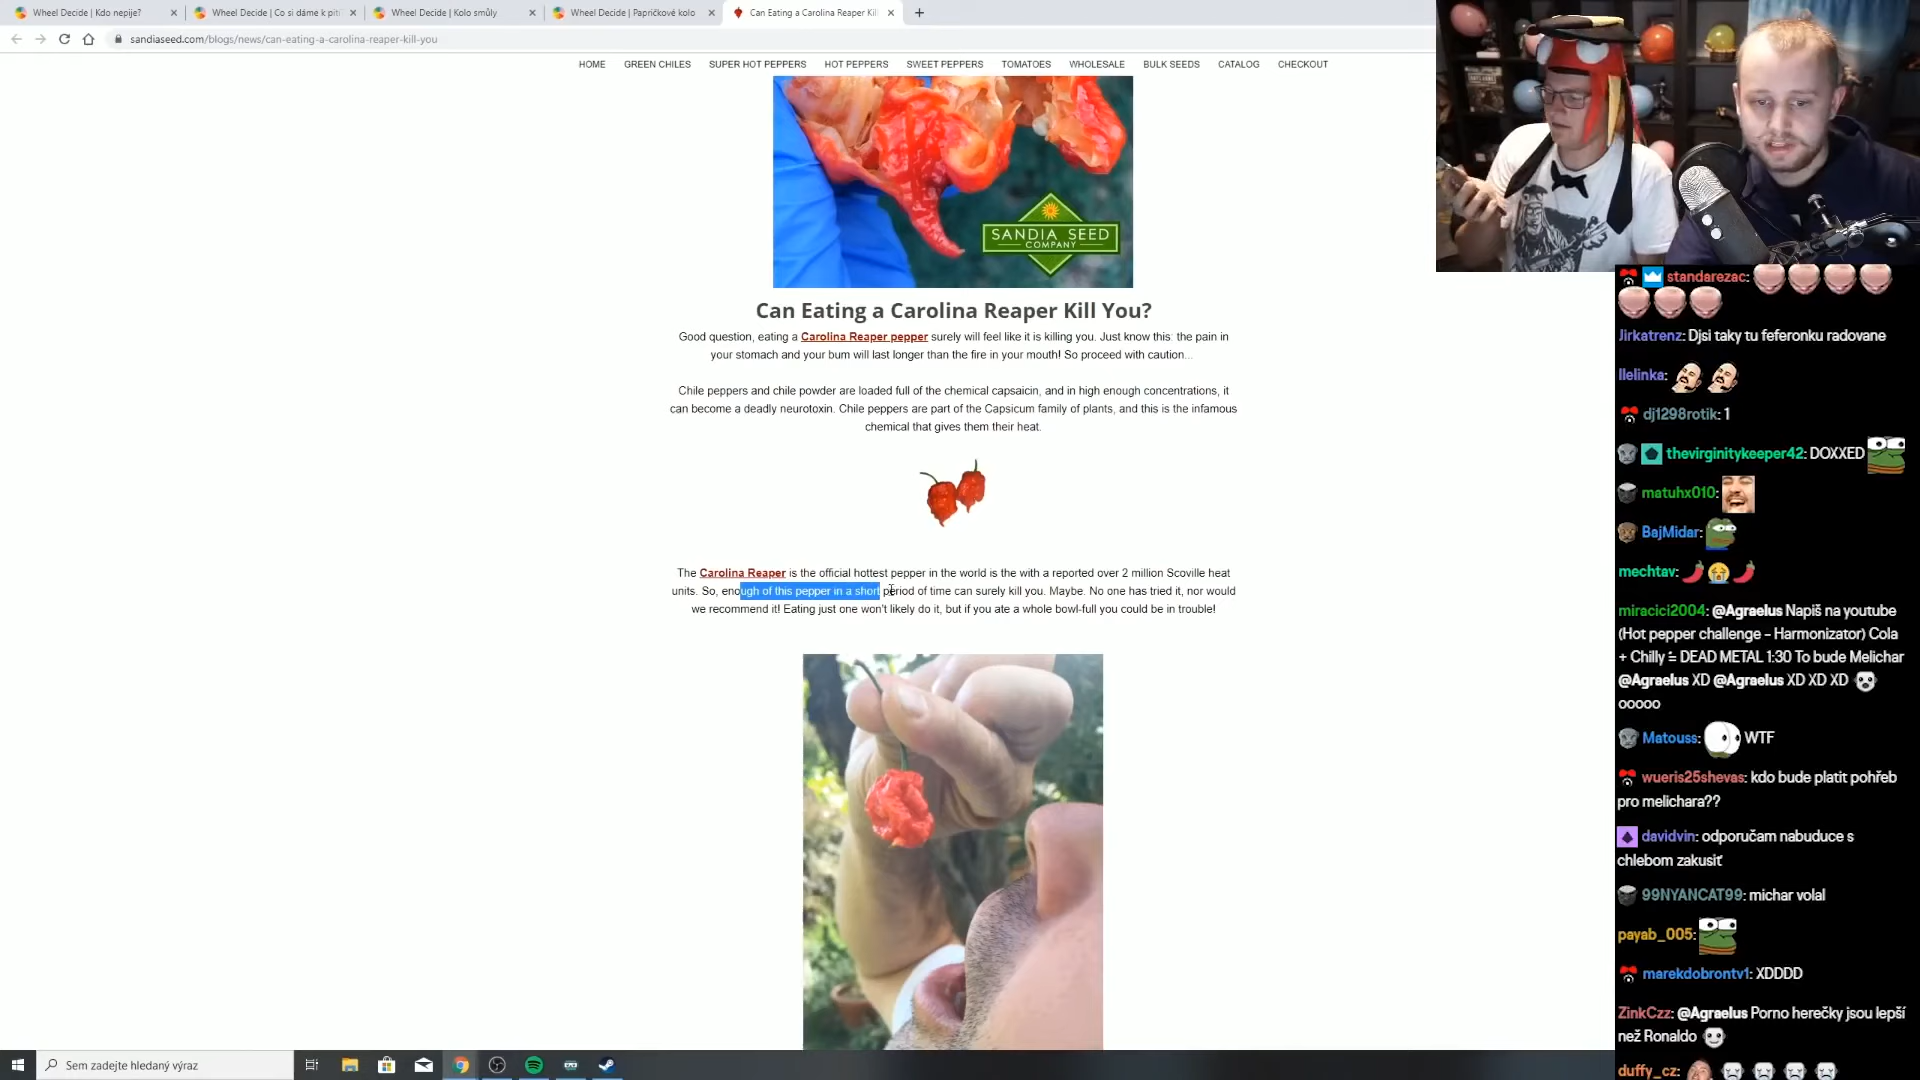 Wheel Decide | Kdo nepije?
Wheel Decide | Co si dáme k pití
Wheel Decide | Kolo smůly
Wheel Decide | Papričkové kolo
Can Eating a Carolina Reaper Kill
sandiaseed.com/blogs/news/can-eating-a-carolina-reaper-kill-you
HOME GREEN CHILES SUPER HOT PEPPERS HOT PEPPERS SWEET PEPPERS TOMATOES WHOLESALE BULK SEEDS CATALOG CHECKOUT
SANDIA SEED
COMPANY
Can Eating a Carolina Reaper Kill You?
Good question, eating a Carolina Reaper pepper surely will feel like it is killing you. Just know this: the pain in
your stomach and your bum will last longer than the fire in your mouth! So proceed with caution...
Chile peppers and chile powder are loaded full of the chemical capsaicin, and in high enough concentrations, it
can become a deadly neurotoxin. Chile peppers are part of the Capsicum family of plants, and this is the infamous
chemical that gives them their heat.
The Carolina Reaper is the official hottest pepper in the world is the with a reported over 2 million Scoville heat
units. So, enough of this pepper in a short period of time can surely kill you. Maybe. No one has tried it, nor would
we recommend it! Eating just one won't likely do it, but if you ate a whole bowl-full you could be in trouble!
standarezac:
Jirkatrenz: Djsi taky tu feferonku radovane
Ilelinka:
dj1298rotik: 1
thevirginitykeeper42: DOXXED
matuhx010:
BajMidar:
mechtav:
miracici2004: @Agraelus Napiš na youtube
(Hot pepper challenge - Harmonizator) Cola
+ Chilly = DEAD METAL 1:30 To bude Melichar
@Agraelus XD @Agraelus XD XD XD
ooooo
Matouss: WTF
wueris25shevas: kdo bude platit pohřeb
pro melichara??
davidvin: odporučam nabuduce s
chlebom zakusiť
99NYANCAT99: michar volal
payab_005:
marekdobrontv1: XDDDD
ZinkCzz: @Agraelus Porno herečky jsou lepší
než Ronaldo
duffy_cz:
Sem zadejte hledaný výraz